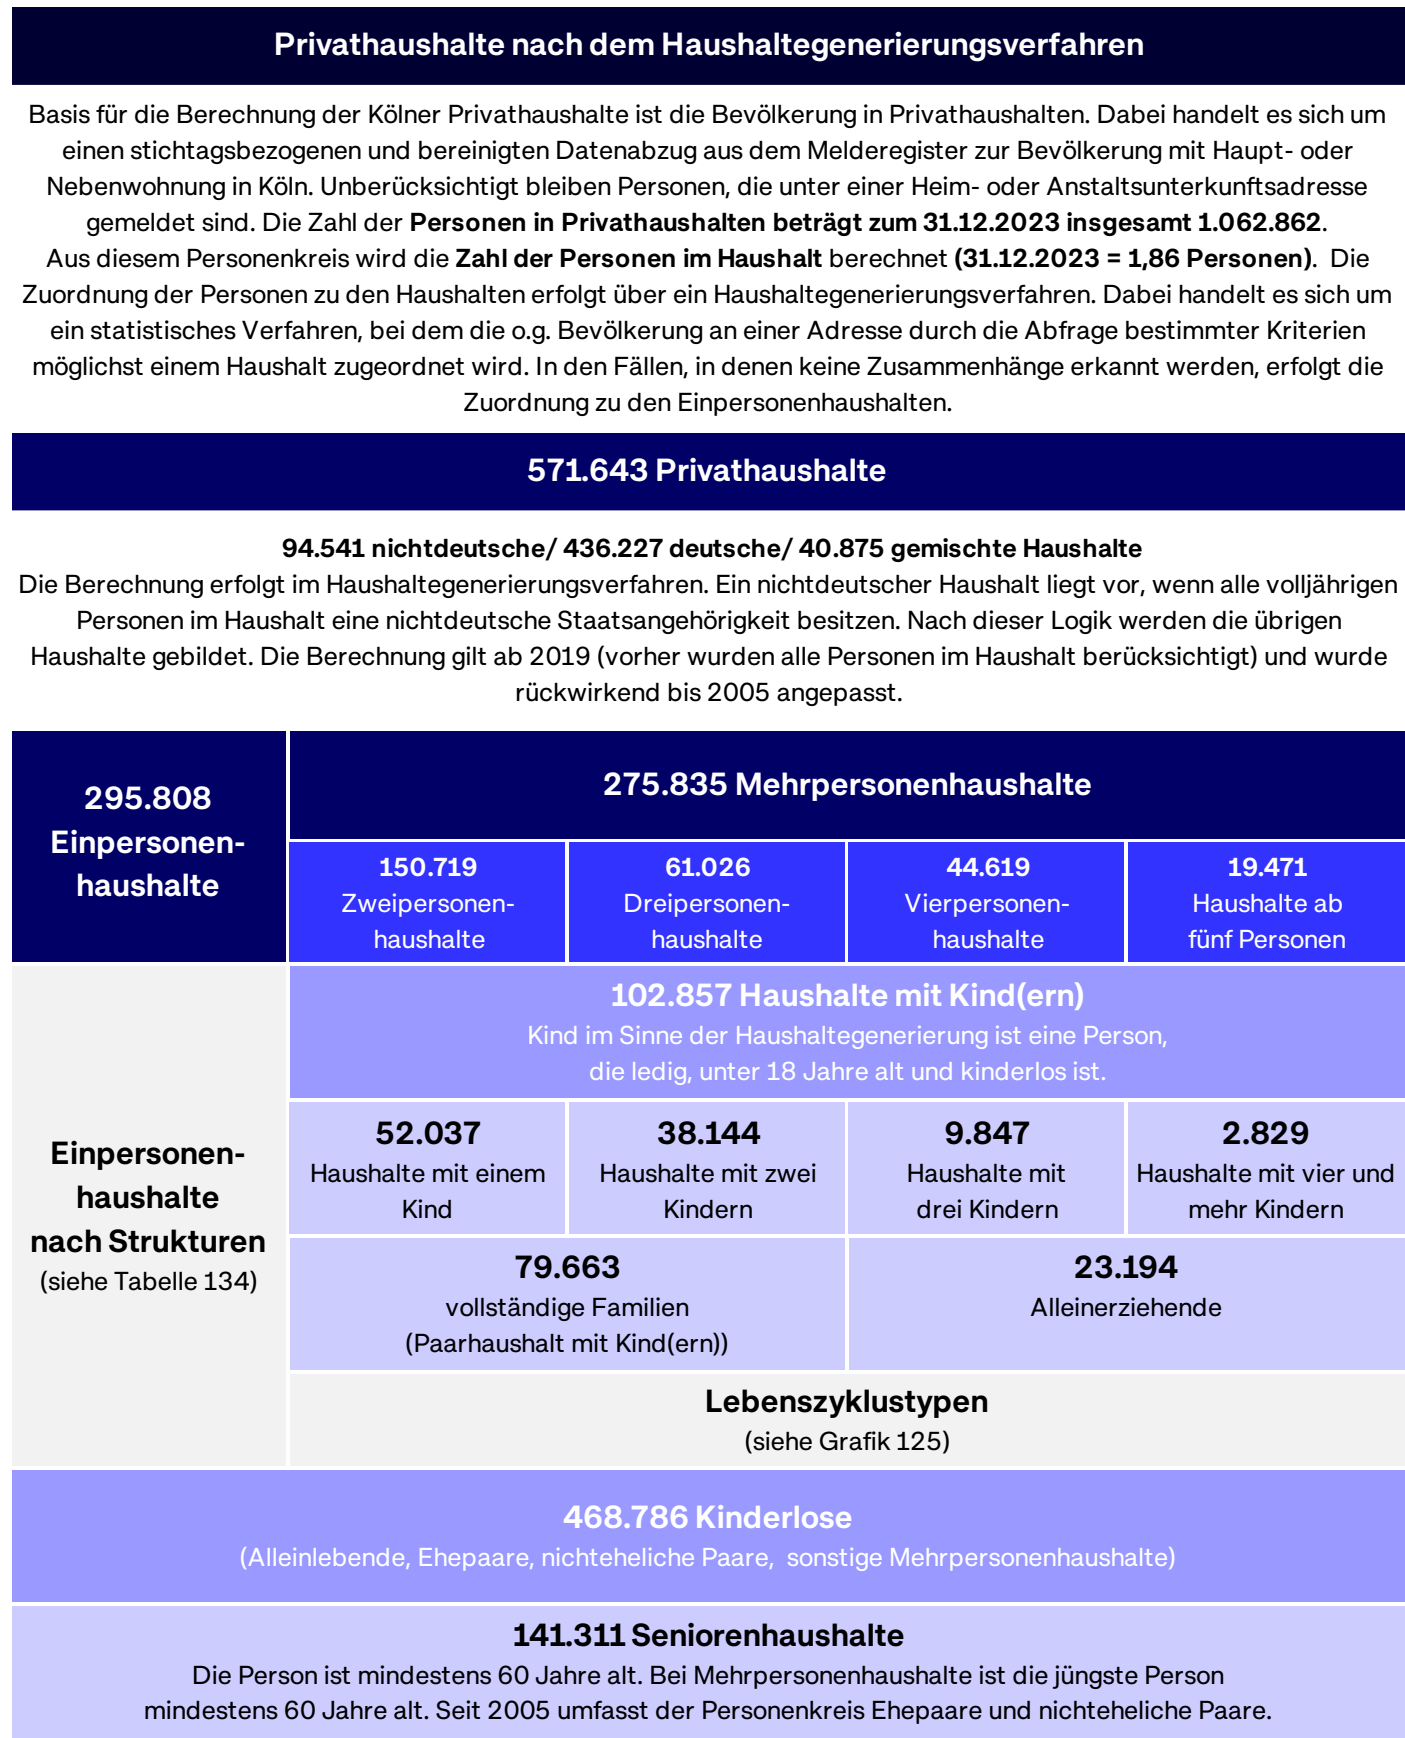 Privathaushalte nach dem Haushaltegenerierungsverfahren
Basis für die Berechnung der Kölner Privathaushalte ist die Bevölkerung in Privathaushalten. Dabei handelt es sich um
einen stichtagsbezogenen und bereinigten Datenabzug aus dem Melderegister zur Bevölkerung mit Haupt- oder
Nebenwohnung in Köln. Unberücksichtigt bleiben Personen, die unter einer Heim- oder Anstaltsunterkunftsadresse
gemeldet sind. Die Zahl der Personen in Privathaushalten beträgt zum 31.12.2023 insgesamt 1.062.862.
Aus diesem Personenkreis wird die Zahl der Personen im Haushalt berechnet (31.12.2023 = 1,86 Personen). Die
Zuordnung der Personen zu den Haushalten erfolgt über ein Haushaltegenerierungsverfahren. Dabei handelt es sich um
ein statistisches Verfahren, bei dem die o.g. Bevölkerung an einer Adresse durch die Abfrage bestimmter Kriterien
möglichst einem Haushalt zugeordnet wird. In den Fällen, in denen keine Zusammenhänge erkannt werden, erfolgt die
Zuordnung zu den Einpersonenhaushalten.
571.643 Privathaushalte
94.541 nichtdeutsche/ 436.227 deutsche/ 40.875 gemischte Haushalte
Die Berechnung erfolgt im Haushaltegenerierungsverfahren. Ein nichtdeutscher Haushalt liegt vor, wenn alle volljährigen
Personen im Haushalt eine nichtdeutsche Staatsangehörigkeit besitzen. Nach dieser Logik werden die übrigen
Haushalte gebildet. Die Berechnung gilt ab 2019 (vorher wurden alle Personen im Haushalt berücksichtigt) und wurde
rückwirkend bis 2005 angepasst.
295.808
Einpersonen-
haushalte
275.835 Mehrpersonenhaushalte
150.719
Zweipersonen-
haushalte
61.026
Dreipersonen-
haushalte
44.619
Vierpersonen-
haushalte
19.471
Haushalte ab
fünf Personen
Einpersonen-
haushalte
nach Strukturen
(siehe Tabelle 134)
102.857 Haushalte mit Kind(ern)
Kind im Sinne der Haushaltegenerierung ist eine Person,
die ledig, unter 18 Jahre alt und kinderlos ist.
52.037
Haushalte mit einem
Kind
38.144
Haushalte mit zwei
Kindern
9.847
Haushalte mit
drei Kindern
2.829
Haushalte mit vier und
mehr Kindern
79.663
vollständige Familien
(Paarhaushalt mit Kind(ern))
23.194
Alleinerziehende
Lebenszyklustypen
(siehe Grafik 125)
468.786 Kinderlose
(Alleinlebende, Ehepaare, nichteheliche Paare, sonstige Mehrpersonenhaushalte)
141.311 Seniorenhaushalte
Die Person ist mindestens 60 Jahre alt. Bei Mehrpersonenhaushalte ist die jüngste Person
mindestens 60 Jahre alt. Seit 2005 umfasst der Personenkreis Ehepaare und nichteheliche Paare.